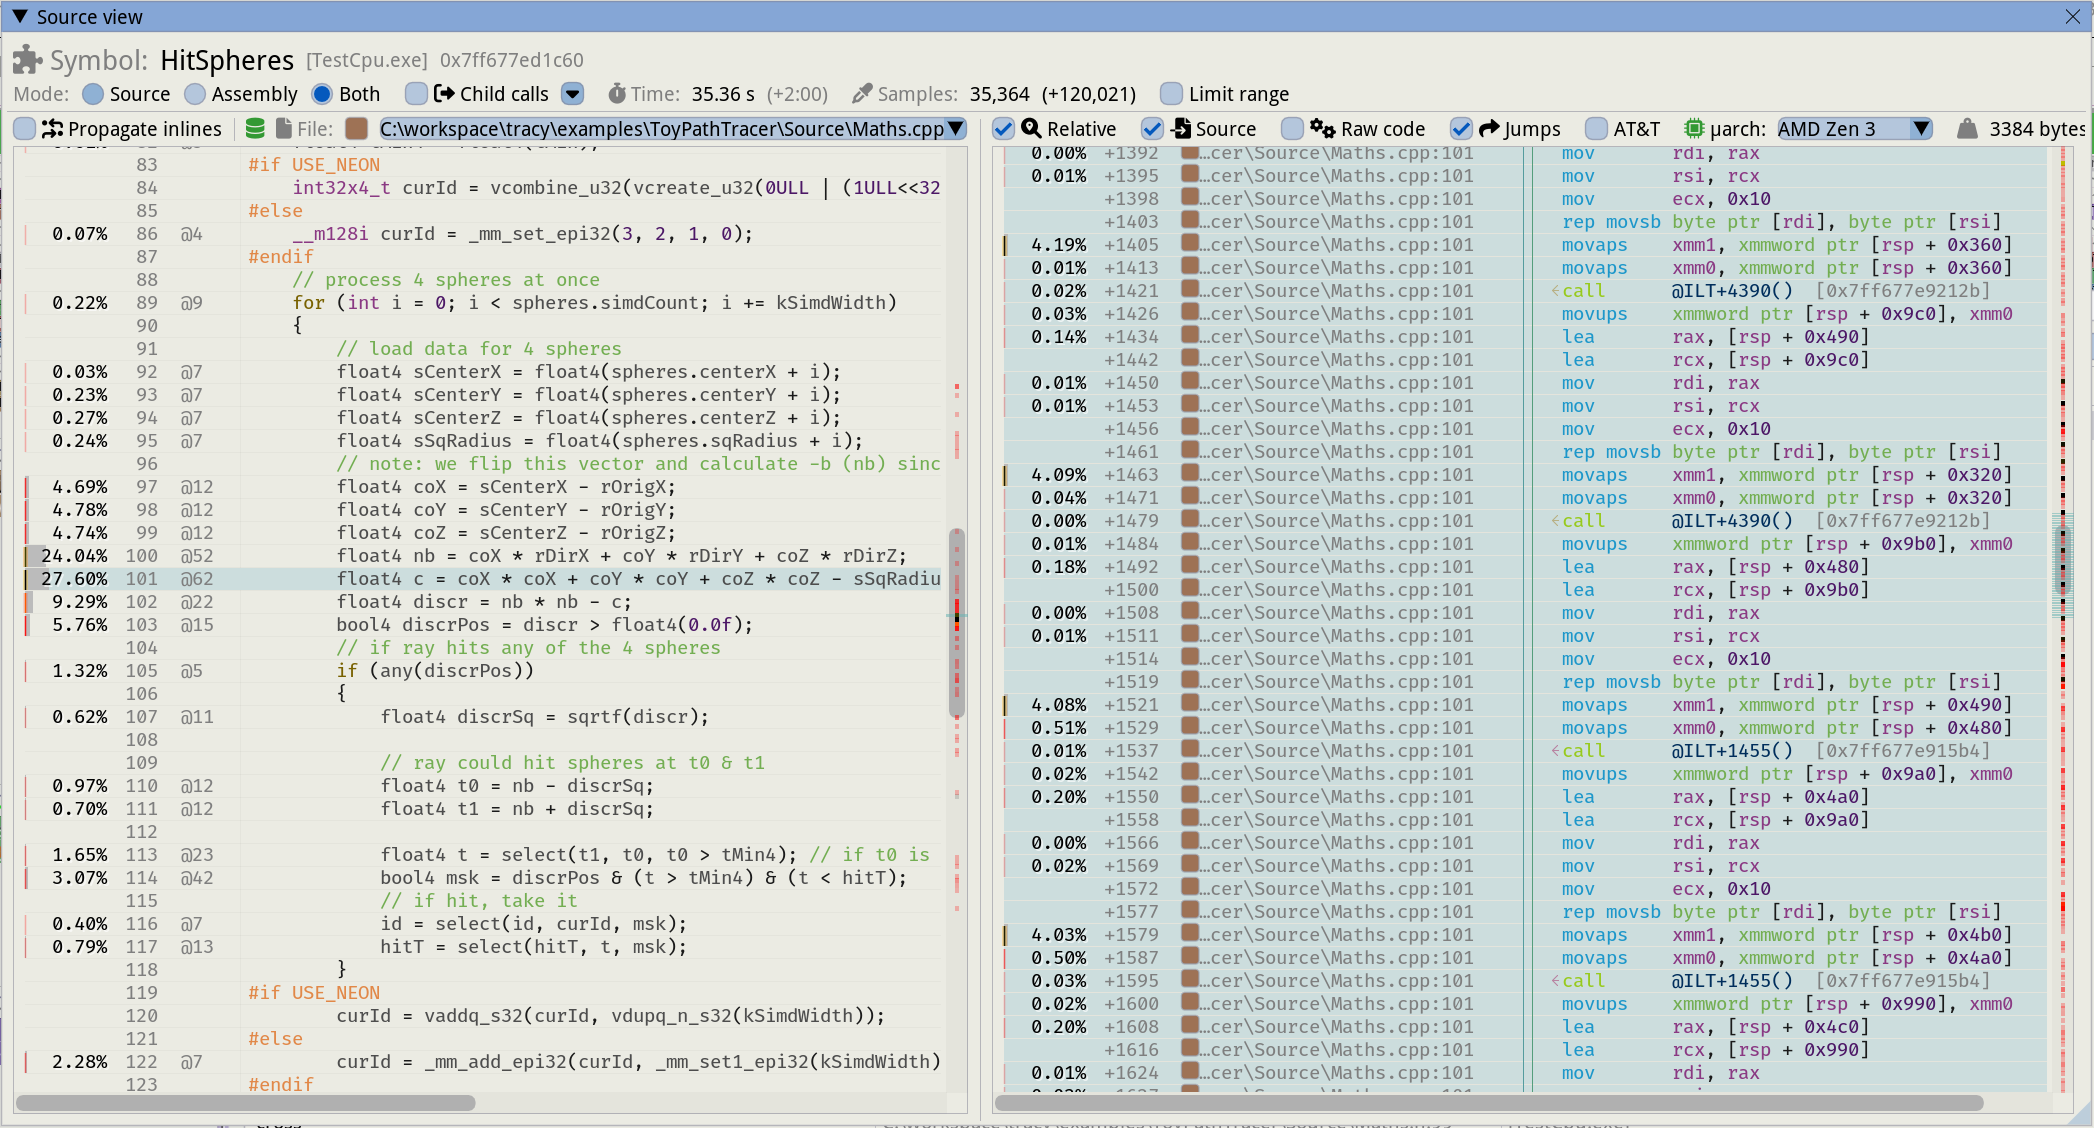 Source view
Symbol: HitSpheres [TestCpu.exe] 0x7ff677ed1c60
Mode: Source Assembly Both Child calls Time: 35.36 s (+2:00) Samples: 35,364 (+120,021) Limit range
Propagate inlines File: C:\workspace\tracy\examples\ToyPathTracer\Source\Maths.cpp
83 #if USE_NEON
84 int32x4_t curId = vcombine_u32(vcreate_u32(0ULL | (1ULL<<32
85 #else
0.07% 86 @4 __m128i curId = _mm_set_epi32(3, 2, 1, 0);
87 #endif
88 // process 4 spheres at once
0.22% 89 @9 for (int i = 0; i < spheres.simdCount; i += kSimdWidth)
90 {
91 // load data for 4 spheres
0.03% 92 @7 float4 sCenterX = float4(spheres.centerX + i);
0.23% 93 @7 float4 sCenterY = float4(spheres.centerY + i);
0.27% 94 @7 float4 sCenterZ = float4(spheres.centerZ + i);
0.24% 95 @7 float4 sSqRadius = float4(spheres.sqRadius + i);
96 // note: we flip this vector and calculate -b (nb) sinc
4.69% 97 @12 float4 coX = sCenterX - rOrigX;
4.78% 98 @12 float4 coY = sCenterY - rOrigY;
4.74% 99 @12 float4 coZ = sCenterZ - rOrigZ;
24.04% 100 @52 float4 nb = coX * rDirX + coY * rDirY + coZ * rDirZ;
27.60% 101 @62 float4 c = coX * coX + coY * coY + coZ * coZ - sSqRadiu
9.29% 102 @22 float4 discr = nb * nb - c;
5.76% 103 @15 bool4 discrPos = discr > float4(0.0f);
104 // if ray hits any of the 4 spheres
1.32% 105 @5 if (any(discrPos))
106 {
0.62% 107 @11 float4 discrSq = sqrtf(discr);
108
109 // ray could hit spheres at t0 & t1
0.97% 110 @12 float4 t0 = nb - discrSq;
0.70% 111 @12 float4 t1 = nb + discrSq;
112
1.65% 113 @23 float4 t = select(t1, t0, t0 > tMin4); // if t0 is
3.07% 114 @42 bool4 msk = discrPos & (t > tMin4) & (t < hitT);
115 // if hit, take it
0.40% 116 @7 id = select(id, curId, msk);
0.79% 117 @13 hitT = select(hitT, t, msk);
118 }
119 #if USE_NEON
120 curId = vaddq_s32(curId, vdupq_n_s32(kSimdWidth));
121 #else
2.28% 122 @7 curId = _mm_add_epi32(curId, _mm_set1_epi32(kSimdWidth)
123 #endif
Relative Source Raw code Jumps AT&T µarch: AMD Zen 3 3384 bytes
0.00% +1392 …cer\Source\Maths.cpp:101 mov rdi, rax
0.01% +1395 …cer\Source\Maths.cpp:101 mov rsi, rcx
+1398 …cer\Source\Maths.cpp:101 mov ecx, 0x10
+1403 …cer\Source\Maths.cpp:101 rep movsb byte ptr [rdi], byte ptr [rsi]
4.19% +1405 …cer\Source\Maths.cpp:101 movaps xmm1, xmmword ptr [rsp + 0x360]
0.01% +1413 …cer\Source\Maths.cpp:101 movaps xmm0, xmmword ptr [rsp + 0x360]
0.02% +1421 …cer\Source\Maths.cpp:101 call @ILT+4390() [0x7ff677e9212b]
0.03% +1426 …cer\Source\Maths.cpp:101 movups xmmword ptr [rsp + 0x9c0], xmm0
0.14% +1434 …cer\Source\Maths.cpp:101 lea rax, [rsp + 0x490]
+1442 …cer\Source\Maths.cpp:101 lea rcx, [rsp + 0x9c0]
0.01% +1450 …cer\Source\Maths.cpp:101 mov rdi, rax
0.01% +1453 …cer\Source\Maths.cpp:101 mov rsi, rcx
+1456 …cer\Source\Maths.cpp:101 mov ecx, 0x10
+1461 …cer\Source\Maths.cpp:101 rep movsb byte ptr [rdi], byte ptr [rsi]
4.09% +1463 …cer\Source\Maths.cpp:101 movaps xmm1, xmmword ptr [rsp + 0x320]
0.04% +1471 …cer\Source\Maths.cpp:101 movaps xmm0, xmmword ptr [rsp + 0x320]
0.00% +1479 …cer\Source\Maths.cpp:101 call @ILT+4390() [0x7ff677e9212b]
0.01% +1484 …cer\Source\Maths.cpp:101 movups xmmword ptr [rsp + 0x9b0], xmm0
0.18% +1492 …cer\Source\Maths.cpp:101 lea rax, [rsp + 0x480]
+1500 …cer\Source\Maths.cpp:101 lea rcx, [rsp + 0x9b0]
0.00% +1508 …cer\Source\Maths.cpp:101 mov rdi, rax
0.01% +1511 …cer\Source\Maths.cpp:101 mov rsi, rcx
+1514 …cer\Source\Maths.cpp:101 mov ecx, 0x10
+1519 …cer\Source\Maths.cpp:101 rep movsb byte ptr [rdi], byte ptr [rsi]
4.08% +1521 …cer\Source\Maths.cpp:101 movaps xmm1, xmmword ptr [rsp + 0x490]
0.51% +1529 …cer\Source\Maths.cpp:101 movaps xmm0, xmmword ptr [rsp + 0x480]
0.01% +1537 …cer\Source\Maths.cpp:101 call @ILT+1455() [0x7ff677e915b4]
0.02% +1542 …cer\Source\Maths.cpp:101 movups xmmword ptr [rsp + 0x9a0], xmm0
0.20% +1550 …cer\Source\Maths.cpp:101 lea rax, [rsp + 0x4a0]
+1558 …cer\Source\Maths.cpp:101 lea rcx, [rsp + 0x9a0]
0.00% +1566 …cer\Source\Maths.cpp:101 mov rdi, rax
0.02% +1569 …cer\Source\Maths.cpp:101 mov rsi, rcx
+1572 …cer\Source\Maths.cpp:101 mov ecx, 0x10
+1577 …cer\Source\Maths.cpp:101 rep movsb byte ptr [rdi], byte ptr [rsi]
4.03% +1579 …cer\Source\Maths.cpp:101 movaps xmm1, xmmword ptr [rsp + 0x4b0]
0.50% +1587 …cer\Source\Maths.cpp:101 movaps xmm0, xmmword ptr [rsp + 0x4a0]
0.03% +1595 …cer\Source\Maths.cpp:101 call @ILT+1455() [0x7ff677e915b4]
0.02% +1600 …cer\Source\Maths.cpp:101 movups xmmword ptr [rsp + 0x990], xmm0
0.20% +1608 …cer\Source\Maths.cpp:101 lea rax, [rsp + 0x4c0]
+1616 …cer\Source\Maths.cpp:101 lea rcx, [rsp + 0x990]
0.01% +1624 …cer\Source\Maths.cpp:101 mov rdi, rax